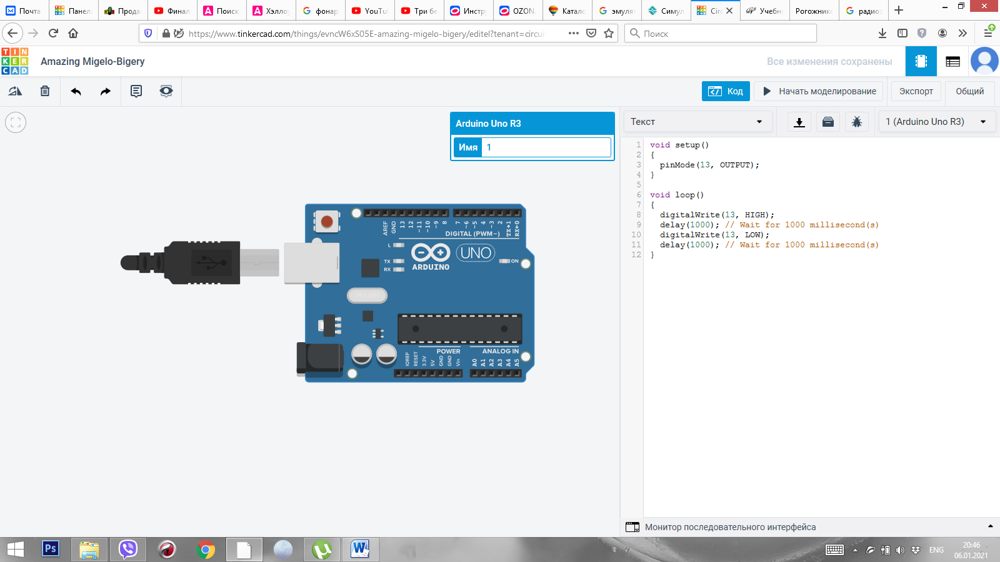 Почта
Панель
Прода
Финал
Поиск
Хэллоу
фонар
YouTu
Три бе
Инстру
OZON
Катало
эмулят
Симул
Circ
Учебн
Рогожник
радио
https://www.tinkercad.com/things/evncW6xS05E-amazing-migelo-bigery/editel?tenant=circui
Поиск
TIN
KER
CAD
Amazing Migelo-Bigery
Все изменения сохранены
Код
Начать моделирование
Экспорт
Общий
Arduino Uno R3
Имя
1
Текст
1 (Arduino Uno R3)
1 void setup()
2 {
3 pinMode(13, OUTPUT);
4 }
5
6 void loop()
7 {
8 digitalWrite(13, HIGH);
9 delay(1000); // Wait for 1000 millisecond(s)
10 digitalWrite(13, LOW);
11 delay(1000); // Wait for 1000 millisecond(s)
12 }
AREF GND 13 12 ~11 ~10 ~9 8 7 ~6 ~5 4 ~3 2 TX→1 RX←0
DIGITAL (PWM~)
L
TX
RX
UNO
ON
ARDUINO
POWER
ANALOG IN
IOREF RESET 3.3V 5V GND GND Vin A0 A1 A2 A3 A4 A5
Монитор последовательного интерфейса
Ps
W
ENG
20:46
06.01.2021